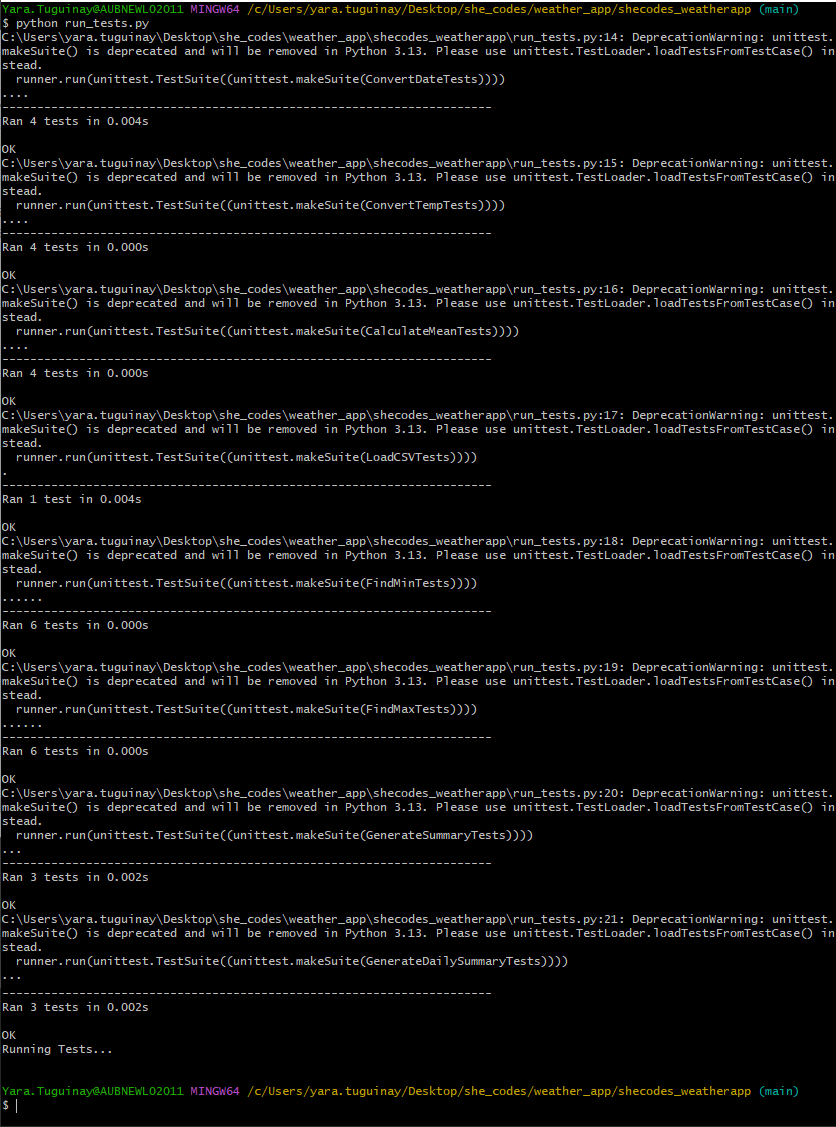 Yara.Tuguinay@AUBNEWLO2011 MINGW64 /c/Users/yara.tuguinay/Desktop/she_codes/weather_app/shecodes_weatherapp (main)
$ python run_tests.py
C:\Users\yara.tuguinay\Desktop\she_codes\weather_app\shecodes_weatherapp\run_tests.py:14: DeprecationWarning: unittest.
makeSuite() is deprecated and will be removed in Python 3.13. Please use unittest.TestLoader.loadTestsFromTestCase() in
stead.
  runner.run(unittest.TestSuite((unittest.makeSuite(ConvertDateTests))))
....
----------------------------------------------------------------------
Ran 4 tests in 0.004s

OK
C:\Users\yara.tuguinay\Desktop\she_codes\weather_app\shecodes_weatherapp\run_tests.py:15: DeprecationWarning: unittest.
makeSuite() is deprecated and will be removed in Python 3.13. Please use unittest.TestLoader.loadTestsFromTestCase() in
stead.
  runner.run(unittest.TestSuite((unittest.makeSuite(ConvertTempTests))))
....
----------------------------------------------------------------------
Ran 4 tests in 0.000s

OK
C:\Users\yara.tuguinay\Desktop\she_codes\weather_app\shecodes_weatherapp\run_tests.py:16: DeprecationWarning: unittest.
makeSuite() is deprecated and will be removed in Python 3.13. Please use unittest.TestLoader.loadTestsFromTestCase() in
stead.
  runner.run(unittest.TestSuite((unittest.makeSuite(CalculateMeanTests))))
....
----------------------------------------------------------------------
Ran 4 tests in 0.000s

OK
C:\Users\yara.tuguinay\Desktop\she_codes\weather_app\shecodes_weatherapp\run_tests.py:17: DeprecationWarning: unittest.
makeSuite() is deprecated and will be removed in Python 3.13. Please use unittest.TestLoader.loadTestsFromTestCase() in
stead.
  runner.run(unittest.TestSuite((unittest.makeSuite(LoadCSVTests))))
.
----------------------------------------------------------------------
Ran 1 test in 0.004s

OK
C:\Users\yara.tuguinay\Desktop\she_codes\weather_app\shecodes_weatherapp\run_tests.py:18: DeprecationWarning: unittest.
makeSuite() is deprecated and will be removed in Python 3.13. Please use unittest.TestLoader.loadTestsFromTestCase() in
stead.
  runner.run(unittest.TestSuite((unittest.makeSuite(FindMinTests))))
......
----------------------------------------------------------------------
Ran 6 tests in 0.000s

OK
C:\Users\yara.tuguinay\Desktop\she_codes\weather_app\shecodes_weatherapp\run_tests.py:19: DeprecationWarning: unittest.
makeSuite() is deprecated and will be removed in Python 3.13. Please use unittest.TestLoader.loadTestsFromTestCase() in
stead.
  runner.run(unittest.TestSuite((unittest.makeSuite(FindMaxTests))))
......
----------------------------------------------------------------------
Ran 6 tests in 0.000s

OK
C:\Users\yara.tuguinay\Desktop\she_codes\weather_app\shecodes_weatherapp\run_tests.py:20: DeprecationWarning: unittest.
makeSuite() is deprecated and will be removed in Python 3.13. Please use unittest.TestLoader.loadTestsFromTestCase() in
stead.
  runner.run(unittest.TestSuite((unittest.makeSuite(GenerateSummaryTests))))
...
----------------------------------------------------------------------
Ran 3 tests in 0.002s

OK
C:\Users\yara.tuguinay\Desktop\she_codes\weather_app\shecodes_weatherapp\run_tests.py:21: DeprecationWarning: unittest.
makeSuite() is deprecated and will be removed in Python 3.13. Please use unittest.TestLoader.loadTestsFromTestCase() in
stead.
  runner.run(unittest.TestSuite((unittest.makeSuite(GenerateDailySummaryTests))))
...
----------------------------------------------------------------------
Ran 3 tests in 0.002s

OK
Running Tests...

Yara.Tuguinay@AUBNEWLO2011 MINGW64 /c/Users/yara.tuguinay/Desktop/she_codes/weather_app/shecodes_weatherapp (main)
$